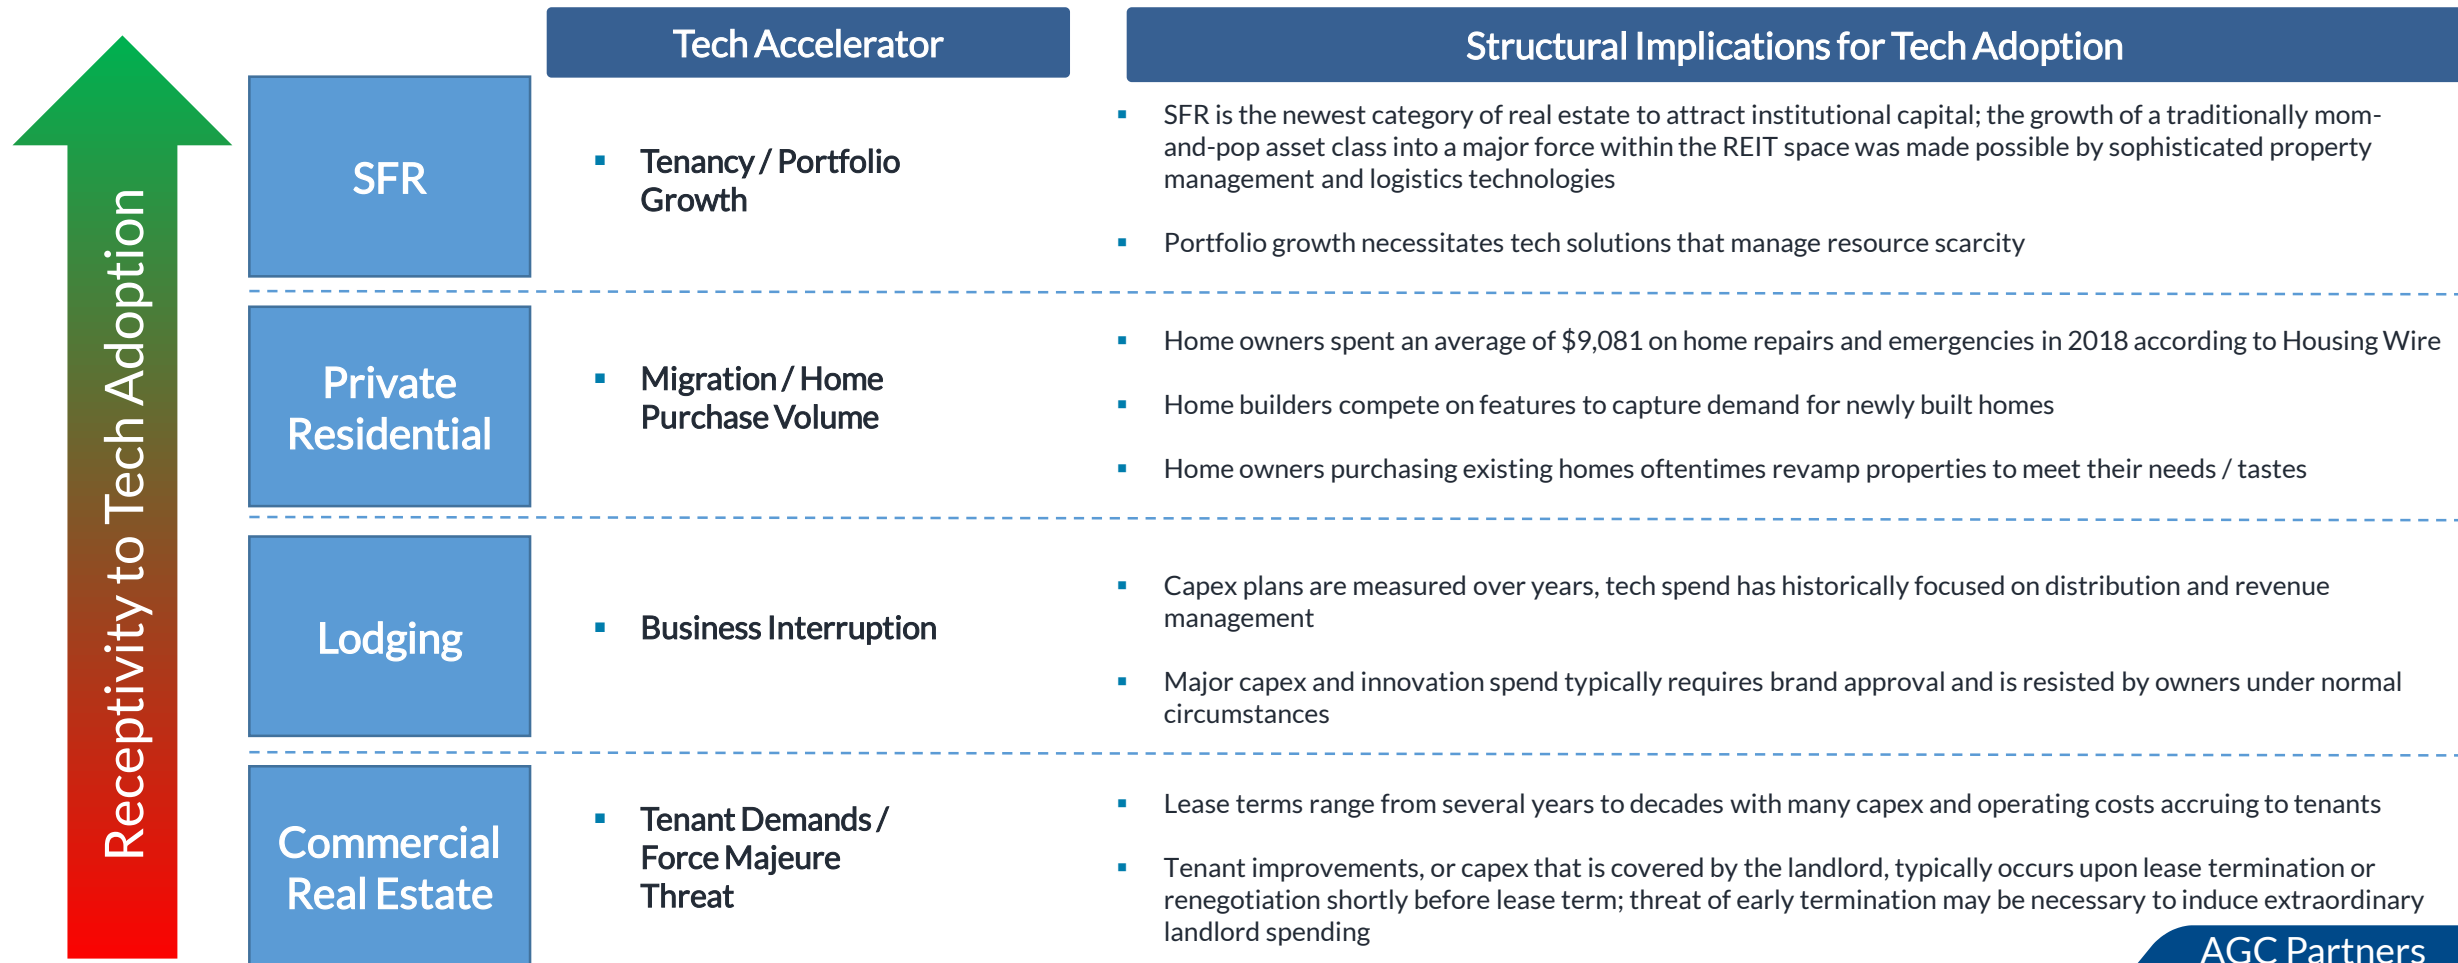 Tech Accelerator
Structural Implications for Tech Adoption
Receptivity to Tech Adoption
SFR
▪ Tenancy / Portfolio
Growth
▪ SFR is the newest category of real estate to attract institutional capital; the growth of a traditionally mom-
and-pop asset class into a major force within the REIT space was made possible by sophisticated property
management and logistics technologies
▪ Portfolio growth necessitates tech solutions that manage resource scarcity
Private
Residential
▪ Migration / Home
Purchase Volume
▪ Home owners spent an average of $9,081 on home repairs and emergencies in 2018 according to Housing Wire
▪ Home builders compete on features to capture demand for newly built homes
▪ Home owners purchasing existing homes oftentimes revamp properties to meet their needs / tastes
Lodging
▪ Business Interruption
▪ Capex plans are measured over years, tech spend has historically focused on distribution and revenue
management
▪ Major capex and innovation spend typically requires brand approval and is resisted by owners under normal
circumstances
Commercial
Real Estate
▪ Tenant Demands /
Force Majeure
Threat
▪ Lease terms range from several years to decades with many capex and operating costs accruing to tenants
▪ Tenant improvements, or capex that is covered by the landlord, typically occurs upon lease termination or
renegotiation shortly before lease term; threat of early termination may be necessary to induce extraordinary
landlord spending
AGC Partners